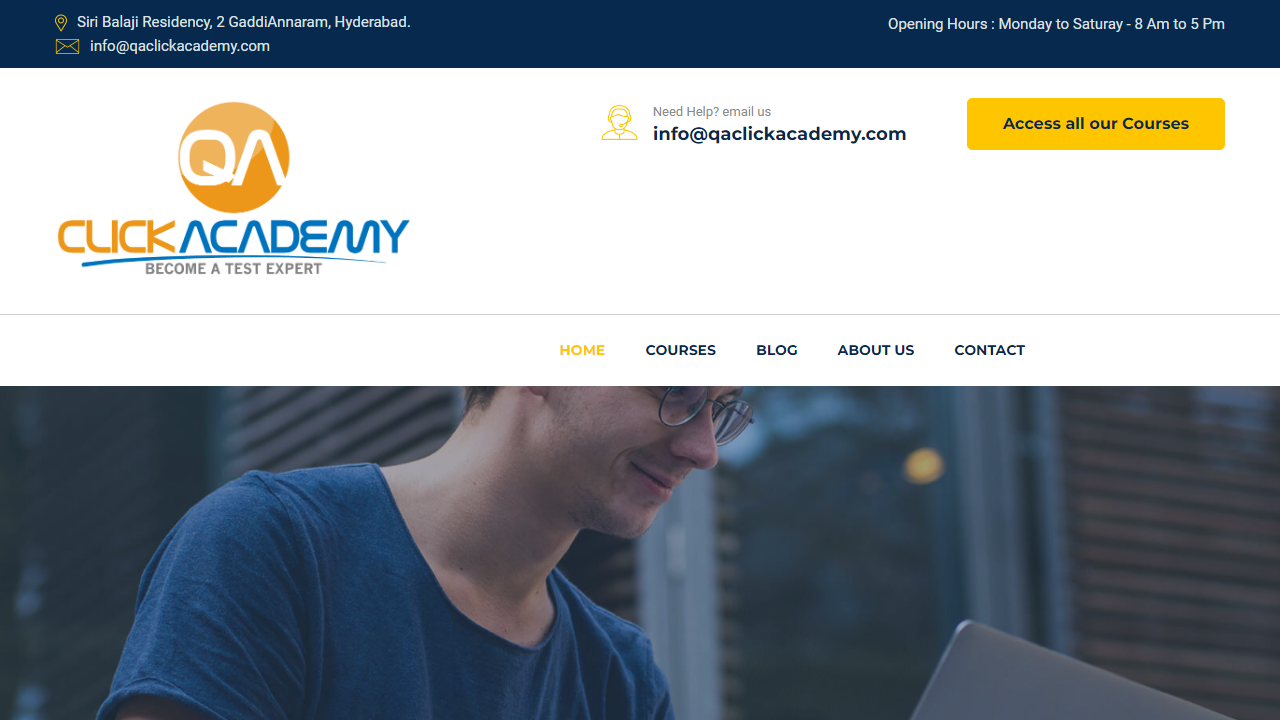 Siri Balaji Residency, 2 GaddiAnnaram, Hyderabad.
info@qaclickacademy.com
Opening Hours : Monday to Saturay - 8 Am to 5 Pm
QA
CLICKACADEMY
BECOME A TEST EXPERT
Need Help? email us
info@qaclickacademy.com
Access all our Courses
HOME
COURSES
BLOG
ABOUT US
CONTACT